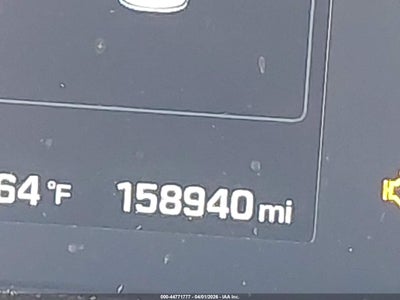 64 °F 158940 mi
000-44771777 - 04/01/2026 - IAA Inc.